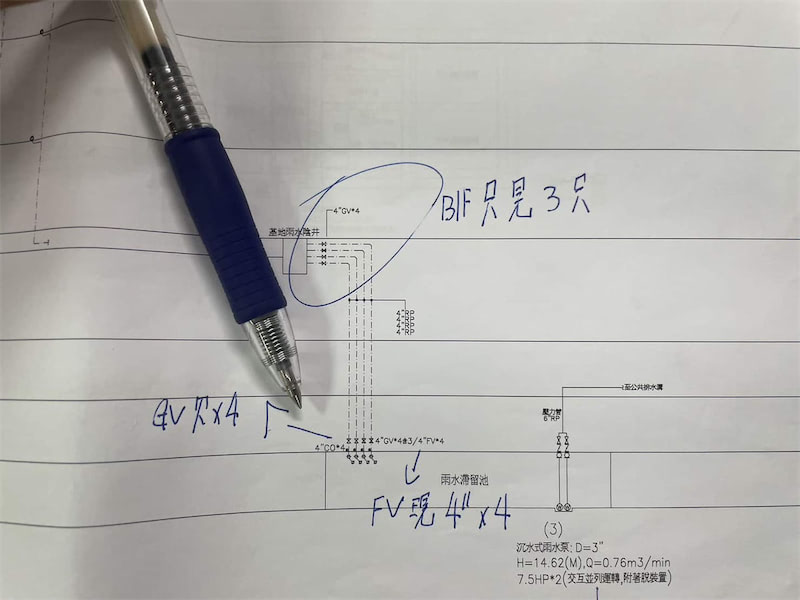 4"GV*4
BIF只見3只
基地雨水陰井
4"RP
4"RP
4"RP
4"RP
至公共排水溝
壓力管
6"RP
GV欠x4
4"CO*4
4"GV*4@3/4"FV*4
雨水滯留池
FV現4"x4
(3)
沉水式雨水泵: D=3"
H=14.62(M),Q=0.76m3/min
7.5HP*2(交互並列運轉,附著脫裝置)